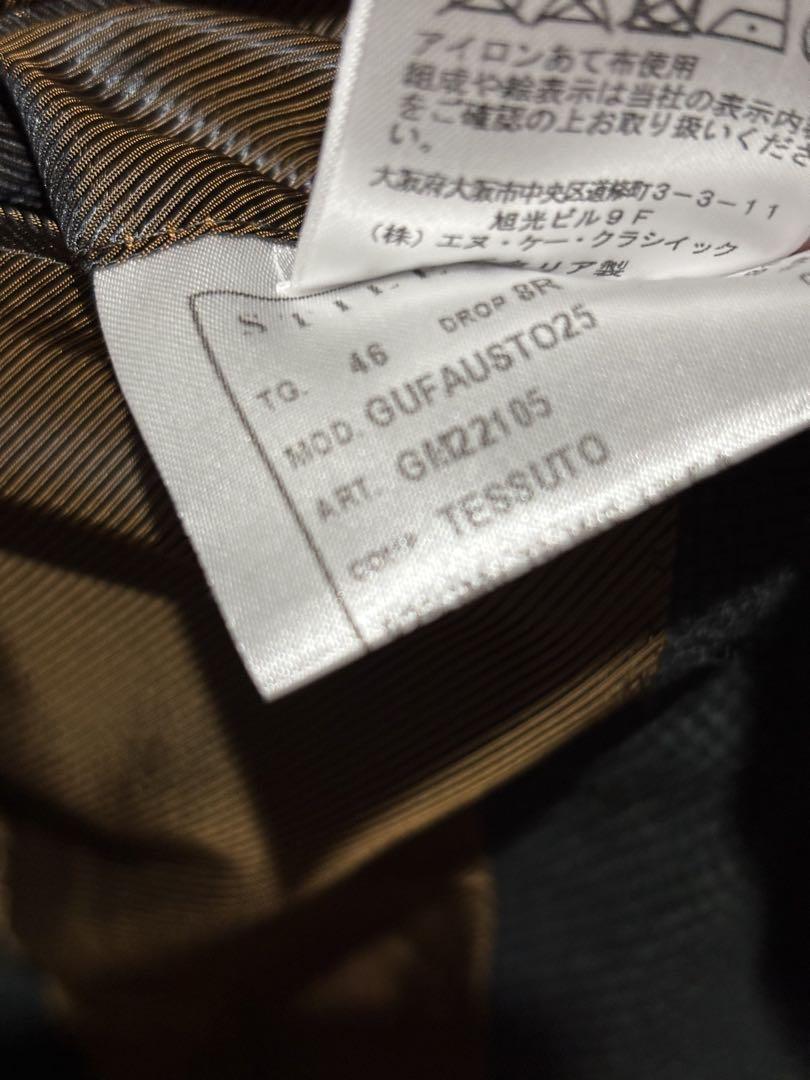 アイロンあて布使用
組成や絵表示は当社の表示内
をご確認の上お取り扱いくださ
い。
大阪府大阪市中央区道修町3-3-11
旭光ビル9F
(株)エヌ・ケー・クラシイック
リア製
TG. 46 DROP 8R
MOD. GUFAUSTO25
ART. GM22105
TESSUTO